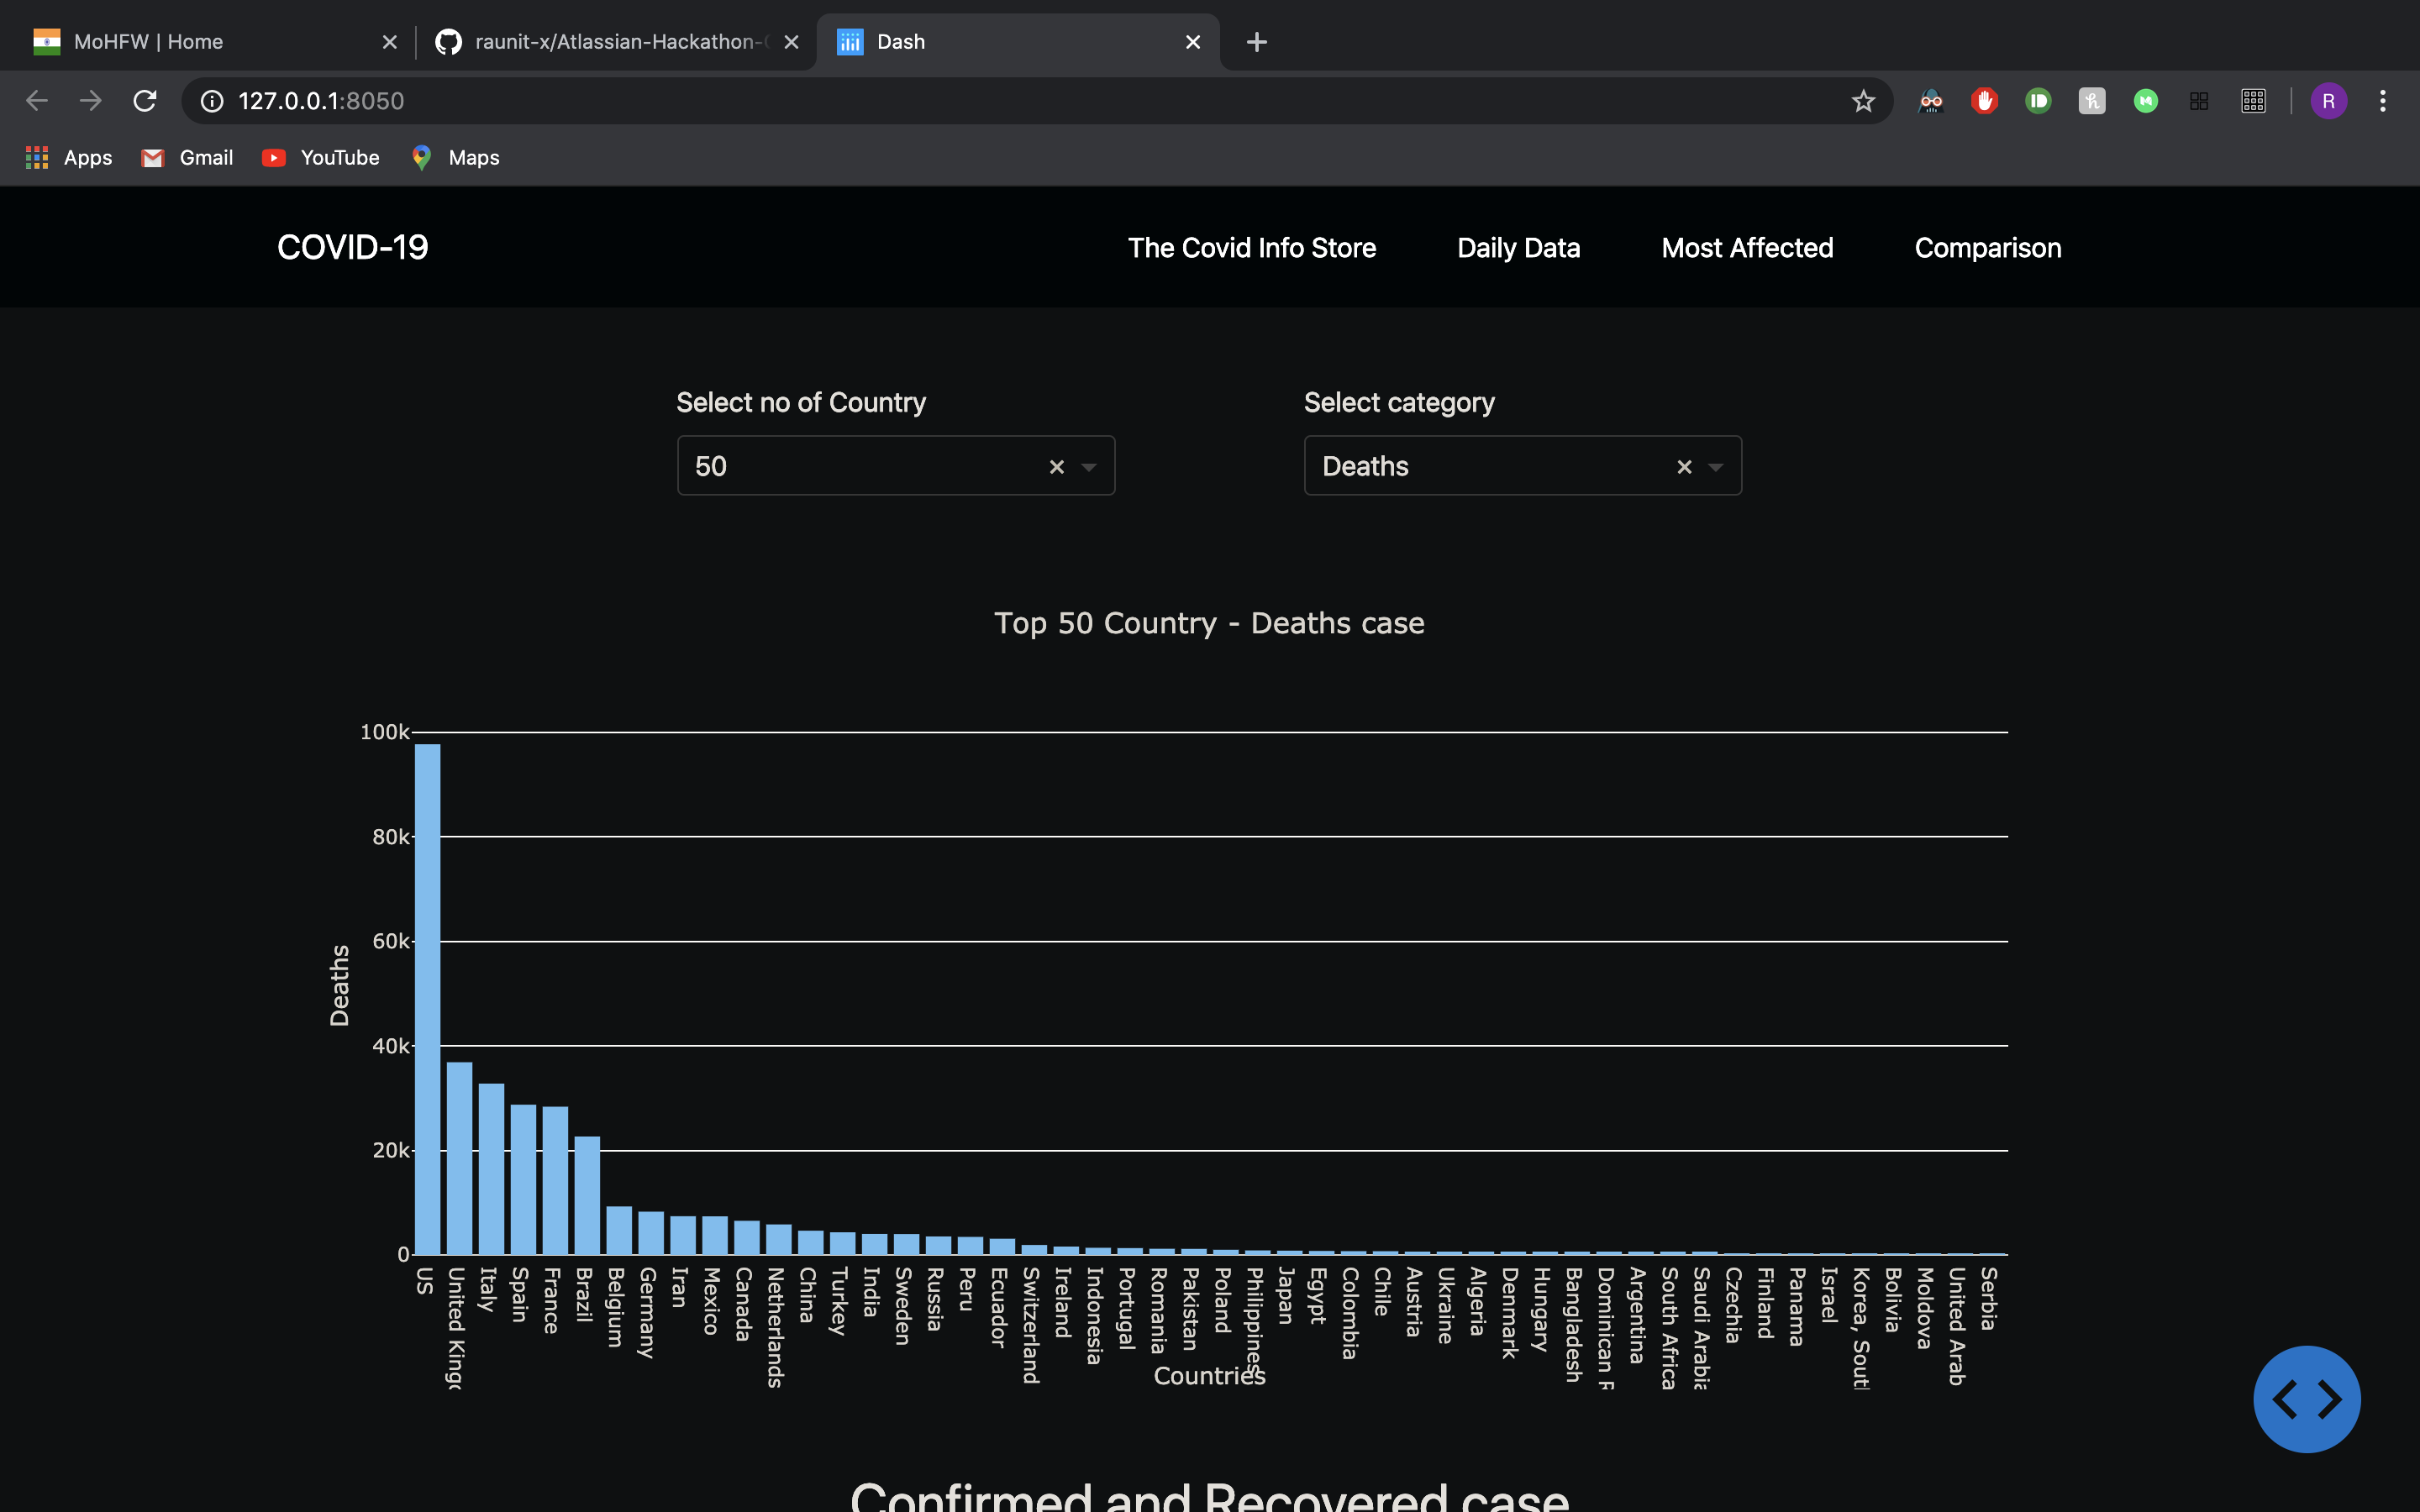 MoHFW | Home
raunit-x/Atlassian-Hackathon-
Dash
127.0.0.1:8050
R
Apps
Gmail
YouTube
Maps
COVID-19
The Covid Info Store
Daily Data
Most Affected
Comparison
Select no of Country
Select category
50
Deaths
Top 50 Country - Deaths case
100k
80k
60k
40k
20k
0
Deaths
US
United Kingd
Italy
Spain
France
Brazil
Belgium
Germany
Iran
Mexico
Canada
Netherlands
China
Turkey
India
Sweden
Russia
Peru
Ecuador
Switzerland
Ireland
Indonesia
Portugal
Romania
Pakistan
Poland
Philippines
Japan
Egypt
Colombia
Chile
Austria
Ukraine
Algeria
Denmark
Hungary
Bangladesh
Dominican R
Argentina
South Africa
Saudi Arabia
Czechia
Finland
Panama
Israel
Korea, South
Bolivia
Moldova
United Arab
Serbia
Countries
Confirmed and Recovered case